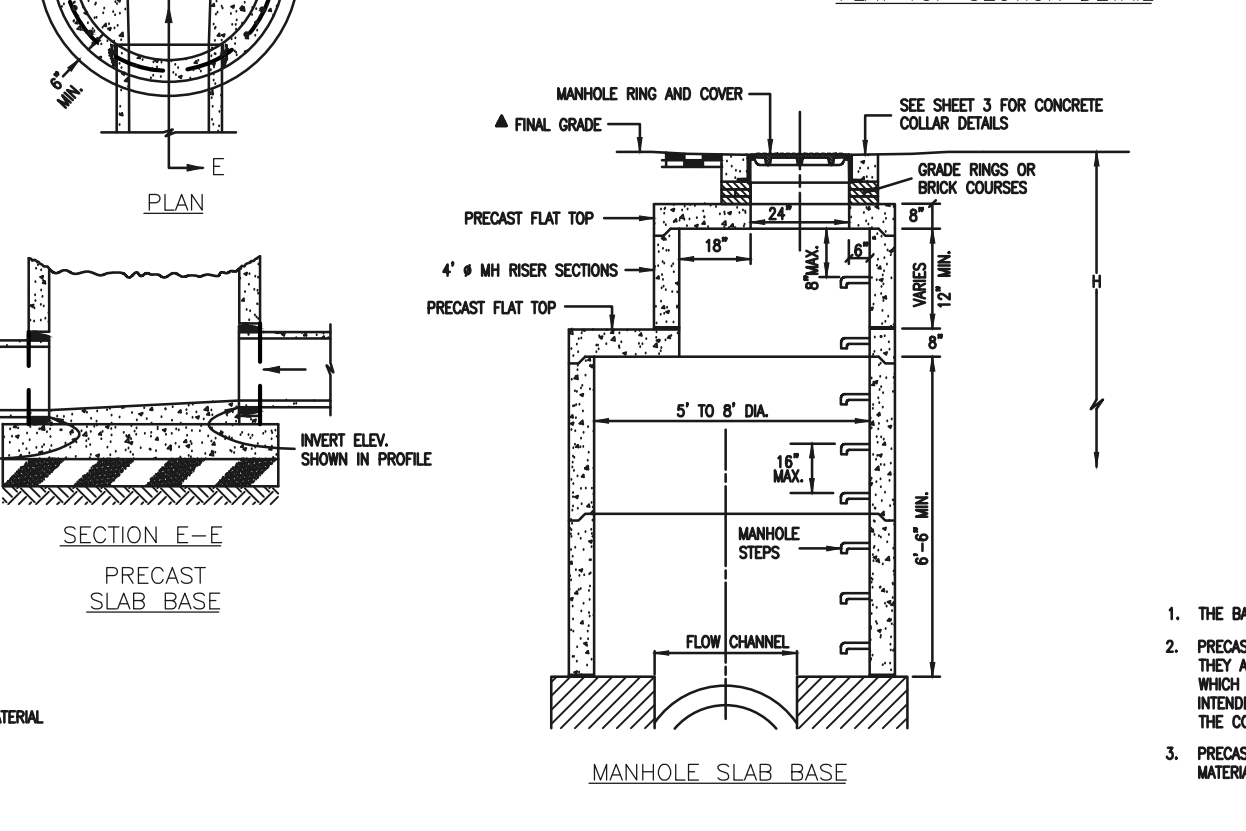 6"
MIN.
E
PLAN
MANHOLE RING AND COVER
FINAL GRADE
SEE SHEET 3 FOR CONCRETE
COLLAR DETAILS
GRADE RINGS OR
BRICK COURSES
PRECAST FLAT TOP
24"
8"
18"
6"
8"MAX.
VARIES
12" MIN.
4' ø MH RISER SECTIONS
H
PRECAST FLAT TOP
8"
5' TO 8' DIA.
16"
MAX.
6'-6" MIN.
MANHOLE
STEPS
FLOW CHANNEL
MANHOLE SLAB BASE
INVERT ELEV.
SHOWN IN PROFILE
SECTION E-E
PRECAST
SLAB BASE
1. THE
2.
THEY
WHICH
THE
3.